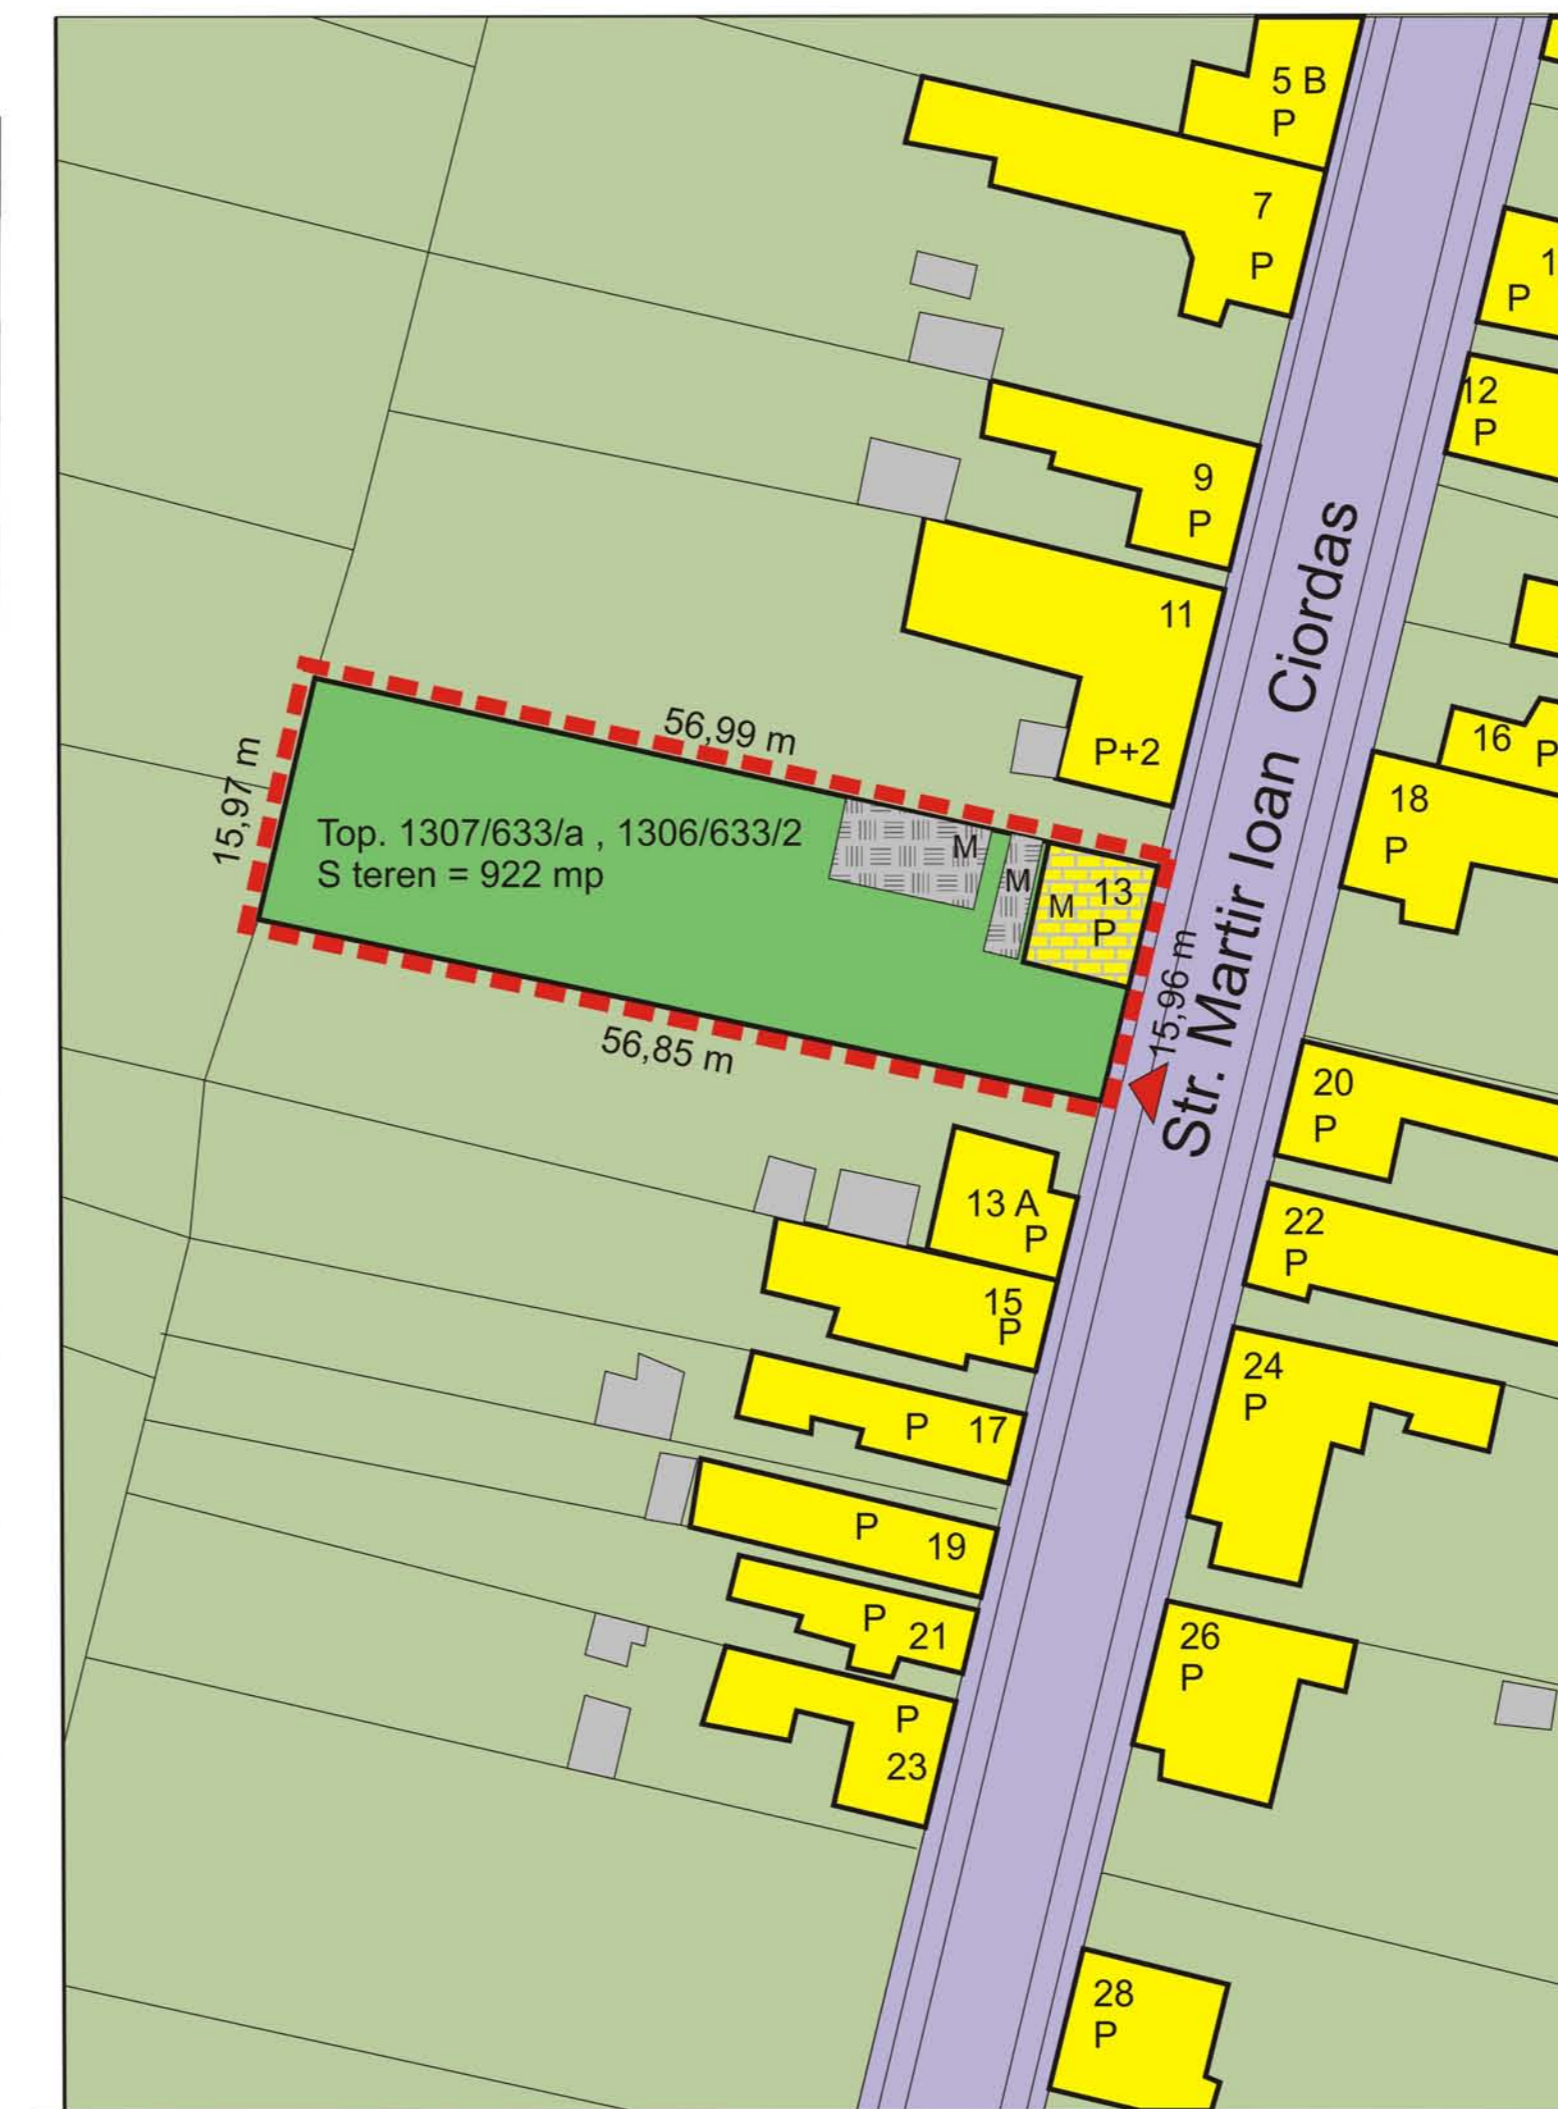 5 B
P
7
P
1
P
12
P
9
P
11
P+2
16
P
18
P
56,99 m
15,97 m
Top. 1307/633/a , 1306/633/2
S teren = 922 mp
M
M
M
13
P
15,96 m
56,85 m
Str. Martir Ioan Ciordas
20
P
13 A
P
22
P
15
P
24
P
P 17
P 19
P 21
26
P
P
23
28
P